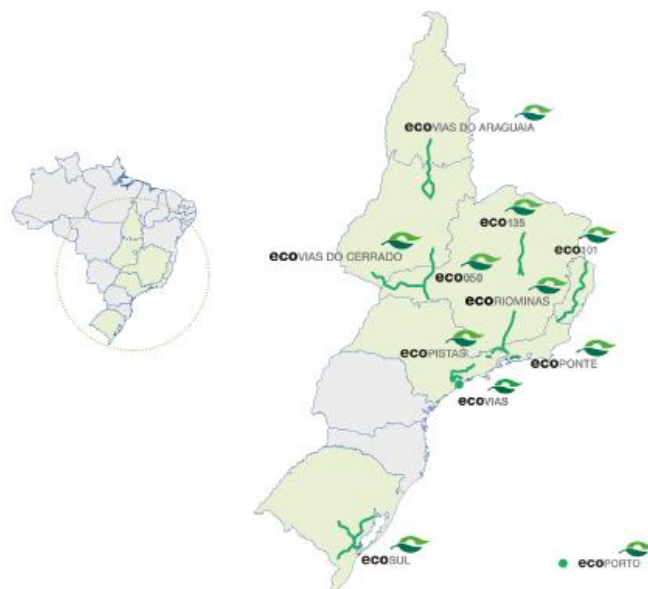 ecoVIAS DO ARAGUAIA
eco135
eco101
ecoVIAS DO CERRADO
eco050
ecoRIOMINAS
ecoPISTAS
ecoPONTE
ecoVIAS
ecoSUL
ecoPORTO